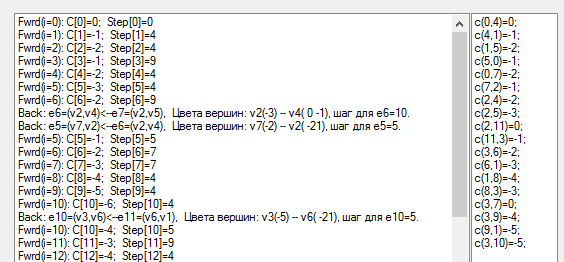 Fwrd(i=0): C[0]=0;  Step[0]=0
Fwrd(i=1): C[1]=-1;  Step[1]=4
Fwrd(i=2): C[2]=-2;  Step[2]=4
Fwrd(i=3): C[3]=-1;  Step[3]=9
Fwrd(i=4): C[4]=-2;  Step[4]=4
Fwrd(i=5): C[5]=-3;  Step[5]=4
Fwrd(i=6): C[6]=-2;  Step[6]=9
Back: e6=(v2,v4)<--e7=(v2,v5),  Цвета вершин: v2(-3) -- v4( 0 -1), шаг для e6=10.
Back: e5=(v7,v2)<--e6=(v2,v4),  Цвета вершин: v7(-2) -- v2( -21), шаг для e5=5.
Fwrd(i=5): C[5]=-1;  Step[5]=5
Fwrd(i=6): C[6]=-2;  Step[6]=7
Fwrd(i=7): C[7]=-3;  Step[7]=7
Fwrd(i=8): C[8]=-4;  Step[8]=4
Fwrd(i=9): C[9]=-5;  Step[9]=4
Fwrd(i=10): C[10]=-6;  Step[10]=4
Back: e10=(v3,v6)<--e11=(v6,v1),  Цвета вершин: v3(-5) -- v6( -21), шаг для e10=5.
Fwrd(i=10): C[10]=-4;  Step[10]=5
Fwrd(i=11): C[11]=-3;  Step[11]=9
Fwrd(i=12): C[12]=-4;  Step[12]=4
c(0,4)=0;
c(4,1)=-1;
c(1,5)=-2;
c(5,0)=-1;
c(0,7)=-2;
c(7,2)=-1;
c(2,4)=-2;
c(2,5)=-3;
c(2,11)=0;
c(11,3)=-1;
c(3,6)=-2;
c(6,1)=-3;
c(1,8)=-4;
c(8,3)=-3;
c(3,7)=0;
c(3,9)=-4;
c(9,1)=-5;
c(3,10)=-5;